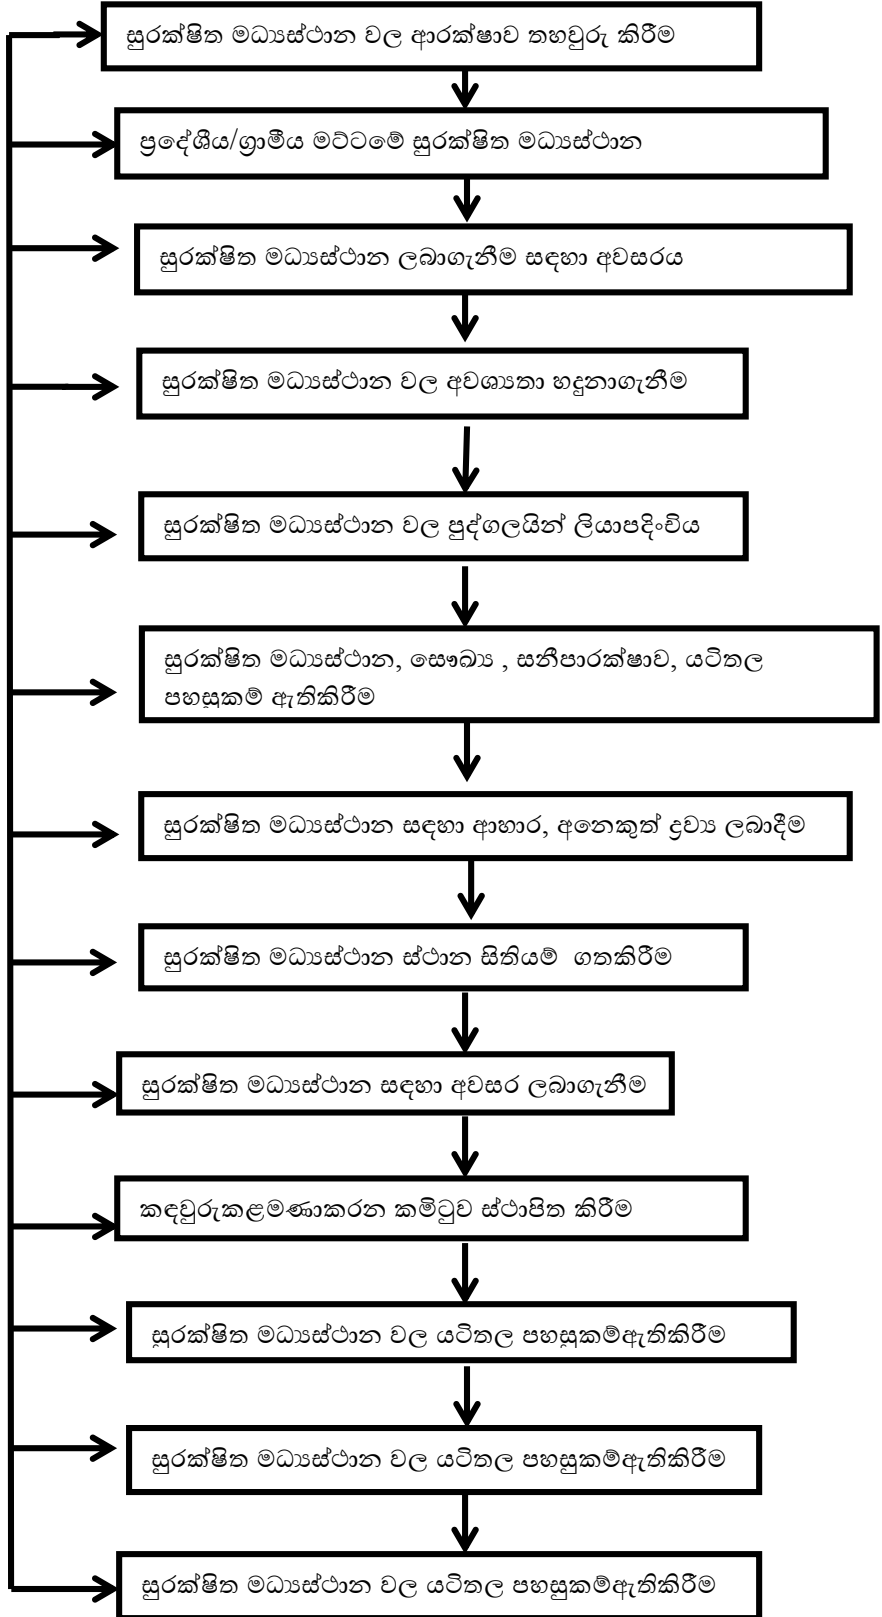 සුරක්ෂිත මධ්‍යස්ථාන වල ආරක්ෂාව තහවුරු කිරීම
ප්‍රදේශීය/ග්‍රාමීය මට්ටමේ සුරක්ෂිත මධ්‍යස්ථාන
සුරක්ෂිත මධ්‍යස්ථාන ලබාගැනීම සඳහා අවසරය
සුරක්ෂිත මධ්‍යස්ථාන වල අවශ්‍යතා හදුනාගැනීම
සුරක්ෂිත මධ්‍යස්ථාන වල පුද්ගලයින් ලියාපදිංචිය
සුරක්ෂිත මධ්‍යස්ථාන, සෞඛ්‍ය , සනීපාරක්ෂාව, යටිතල
පහසුකම් ඇතිකිරීම
සුරක්ෂිත මධ්‍යස්ථාන සඳහා ආහාර, අනෙකුත් ද්‍රව්‍ය ලබාදීම
සුරක්ෂිත මධ්‍යස්ථාන ස්ථාන සිතියම් ගතකිරීම
සුරක්ෂිත මධ්‍යස්ථාන සඳහා අවසර ලබාගැනීම
කඳවුරුකළමණාකරන කමිටුව ස්ථාපිත කිරීම
සුරක්ෂිත මධ්‍යස්ථාන වල යටිතල පහසුකම්ඇතිකිරීම
සුරක්ෂිත මධ්‍යස්ථාන වල යටිතල පහසුකම්ඇතිකිරීම
සුරක්ෂිත මධ්‍යස්ථාන වල යටිතල පහසුකම්ඇතිකිරීම